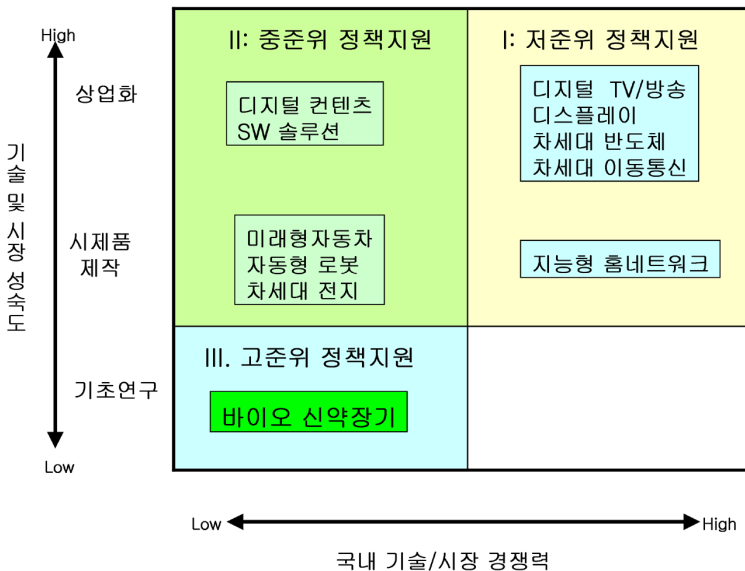 High
II: 중준위 정책지원
I: 저준위 정책지원
상업화
디지털 컨텐츠
SW 솔루션
디지털 TV/방송
디스플레이
차세대 반도체
차세대 이동통신
기술 및 시장 성숙도
시제품
제작
미래형자동차
자동형 로봇
차세대 전지
지능형 홈네트워크
III. 고준위 정책지원
기초연구
바이오 신약장기
Low
Low
High
국내 기술/시장 경쟁력